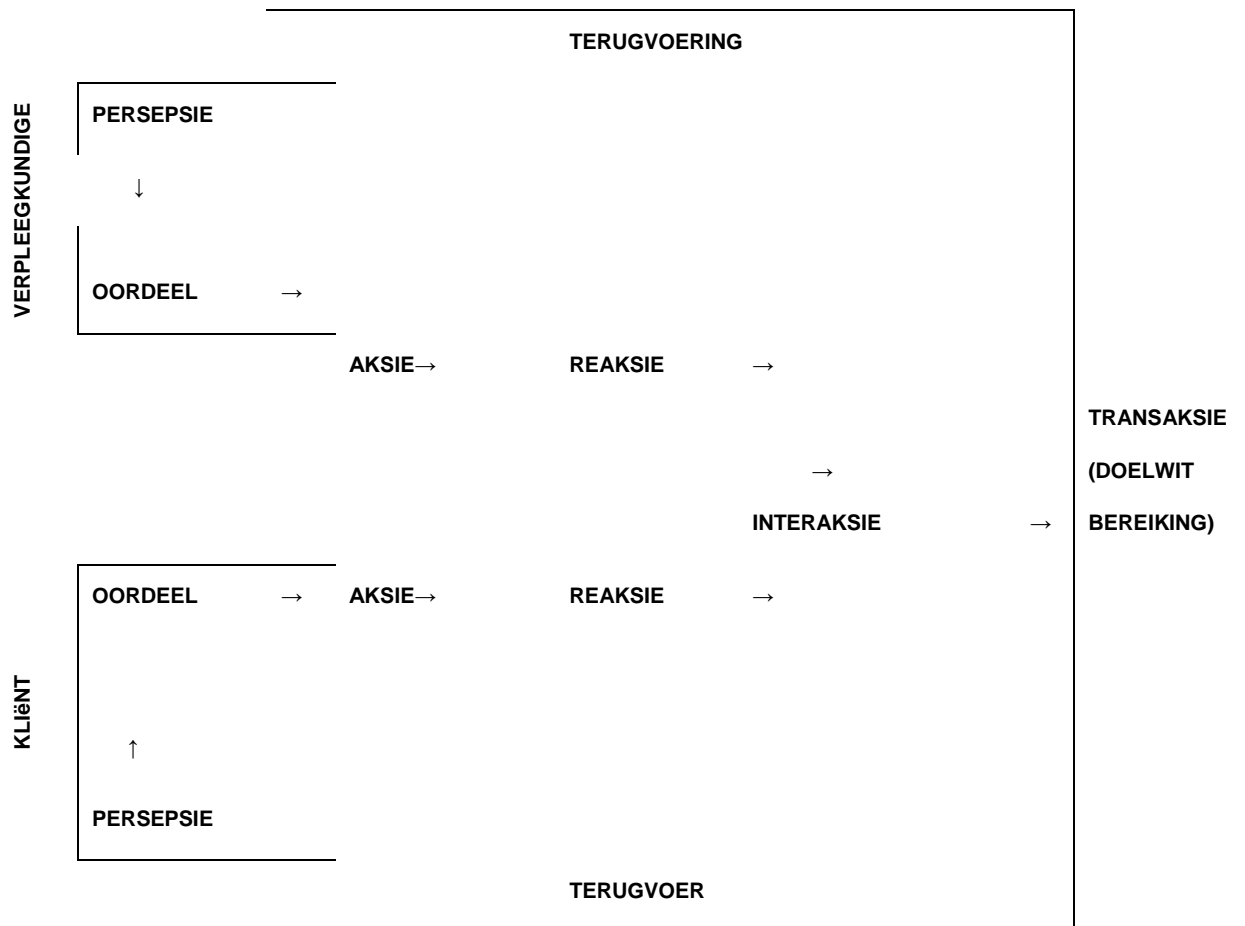 TERUGVOERING
VERPLEEGKUNDIGE
PERSEPSIE
↓
OORDEEL →
AKSIE→ REAKSIE →
TRANSAKSIE
→ (DOELWIT
INTERAKSIE → BEREIKING)
KLIëNT
OORDEEL → AKSIE→ REAKSIE →
↑
PERSEPSIE
TERUGVOER